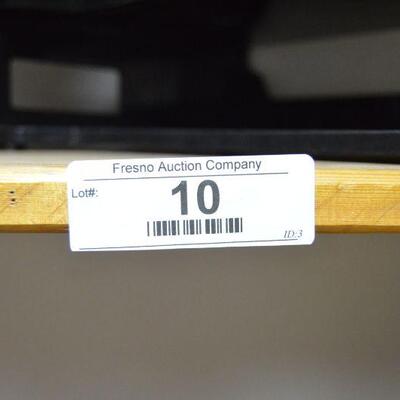 Fresno Auction Company
Lot#: 10
ID:3